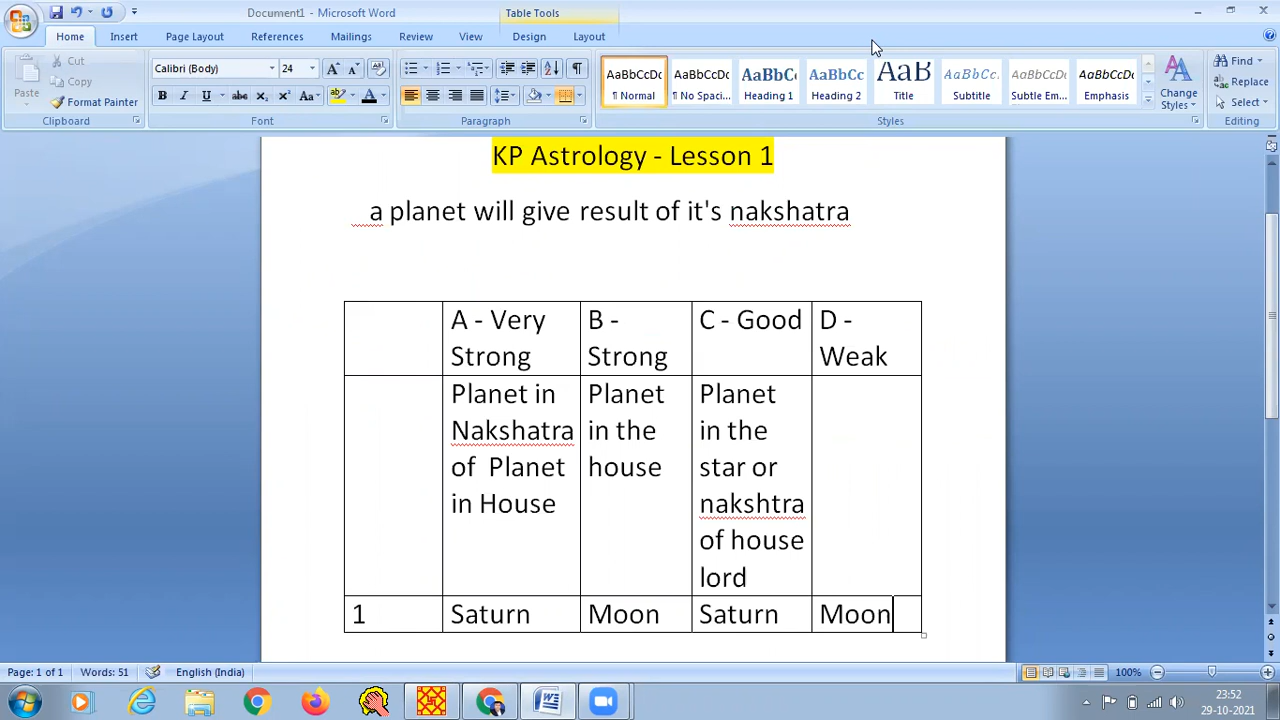 Document1 - Microsoft Word
Table Tools
Home
Insert
Page Layout
References
Mailings
Review
View
Design
Layout
Paste
Cut
Copy
Format Painter
Clipboard
Calibri (Body)
24
Font
Paragraph
AaBbCcDc
¶ Normal
AaBbCcDc
¶ No Spaci...
AaBbC
Heading 1
AaBbCc
Heading 2
AaB
Title
AaBbCc.
Subtitle
AaBbCcDc
Subtle Em...
AaBbCcDc
Emphasis
Change
Styles
Styles
Find
Replace
Select
Editing
KP Astrology - Lesson 1
a planet will give result of it's nakshatra
A - Very
Strong
B -
Strong
C - Good
D -
Weak
Planet in
Nakshatra
of Planet
in House
Planet
in the
house
Planet
in the
star or
nakshtra
of house
lord
1
Saturn
Moon
Saturn
Moon
Page: 1 of 1
Words: 51
English (India)
100%
23:52
29-10-2021